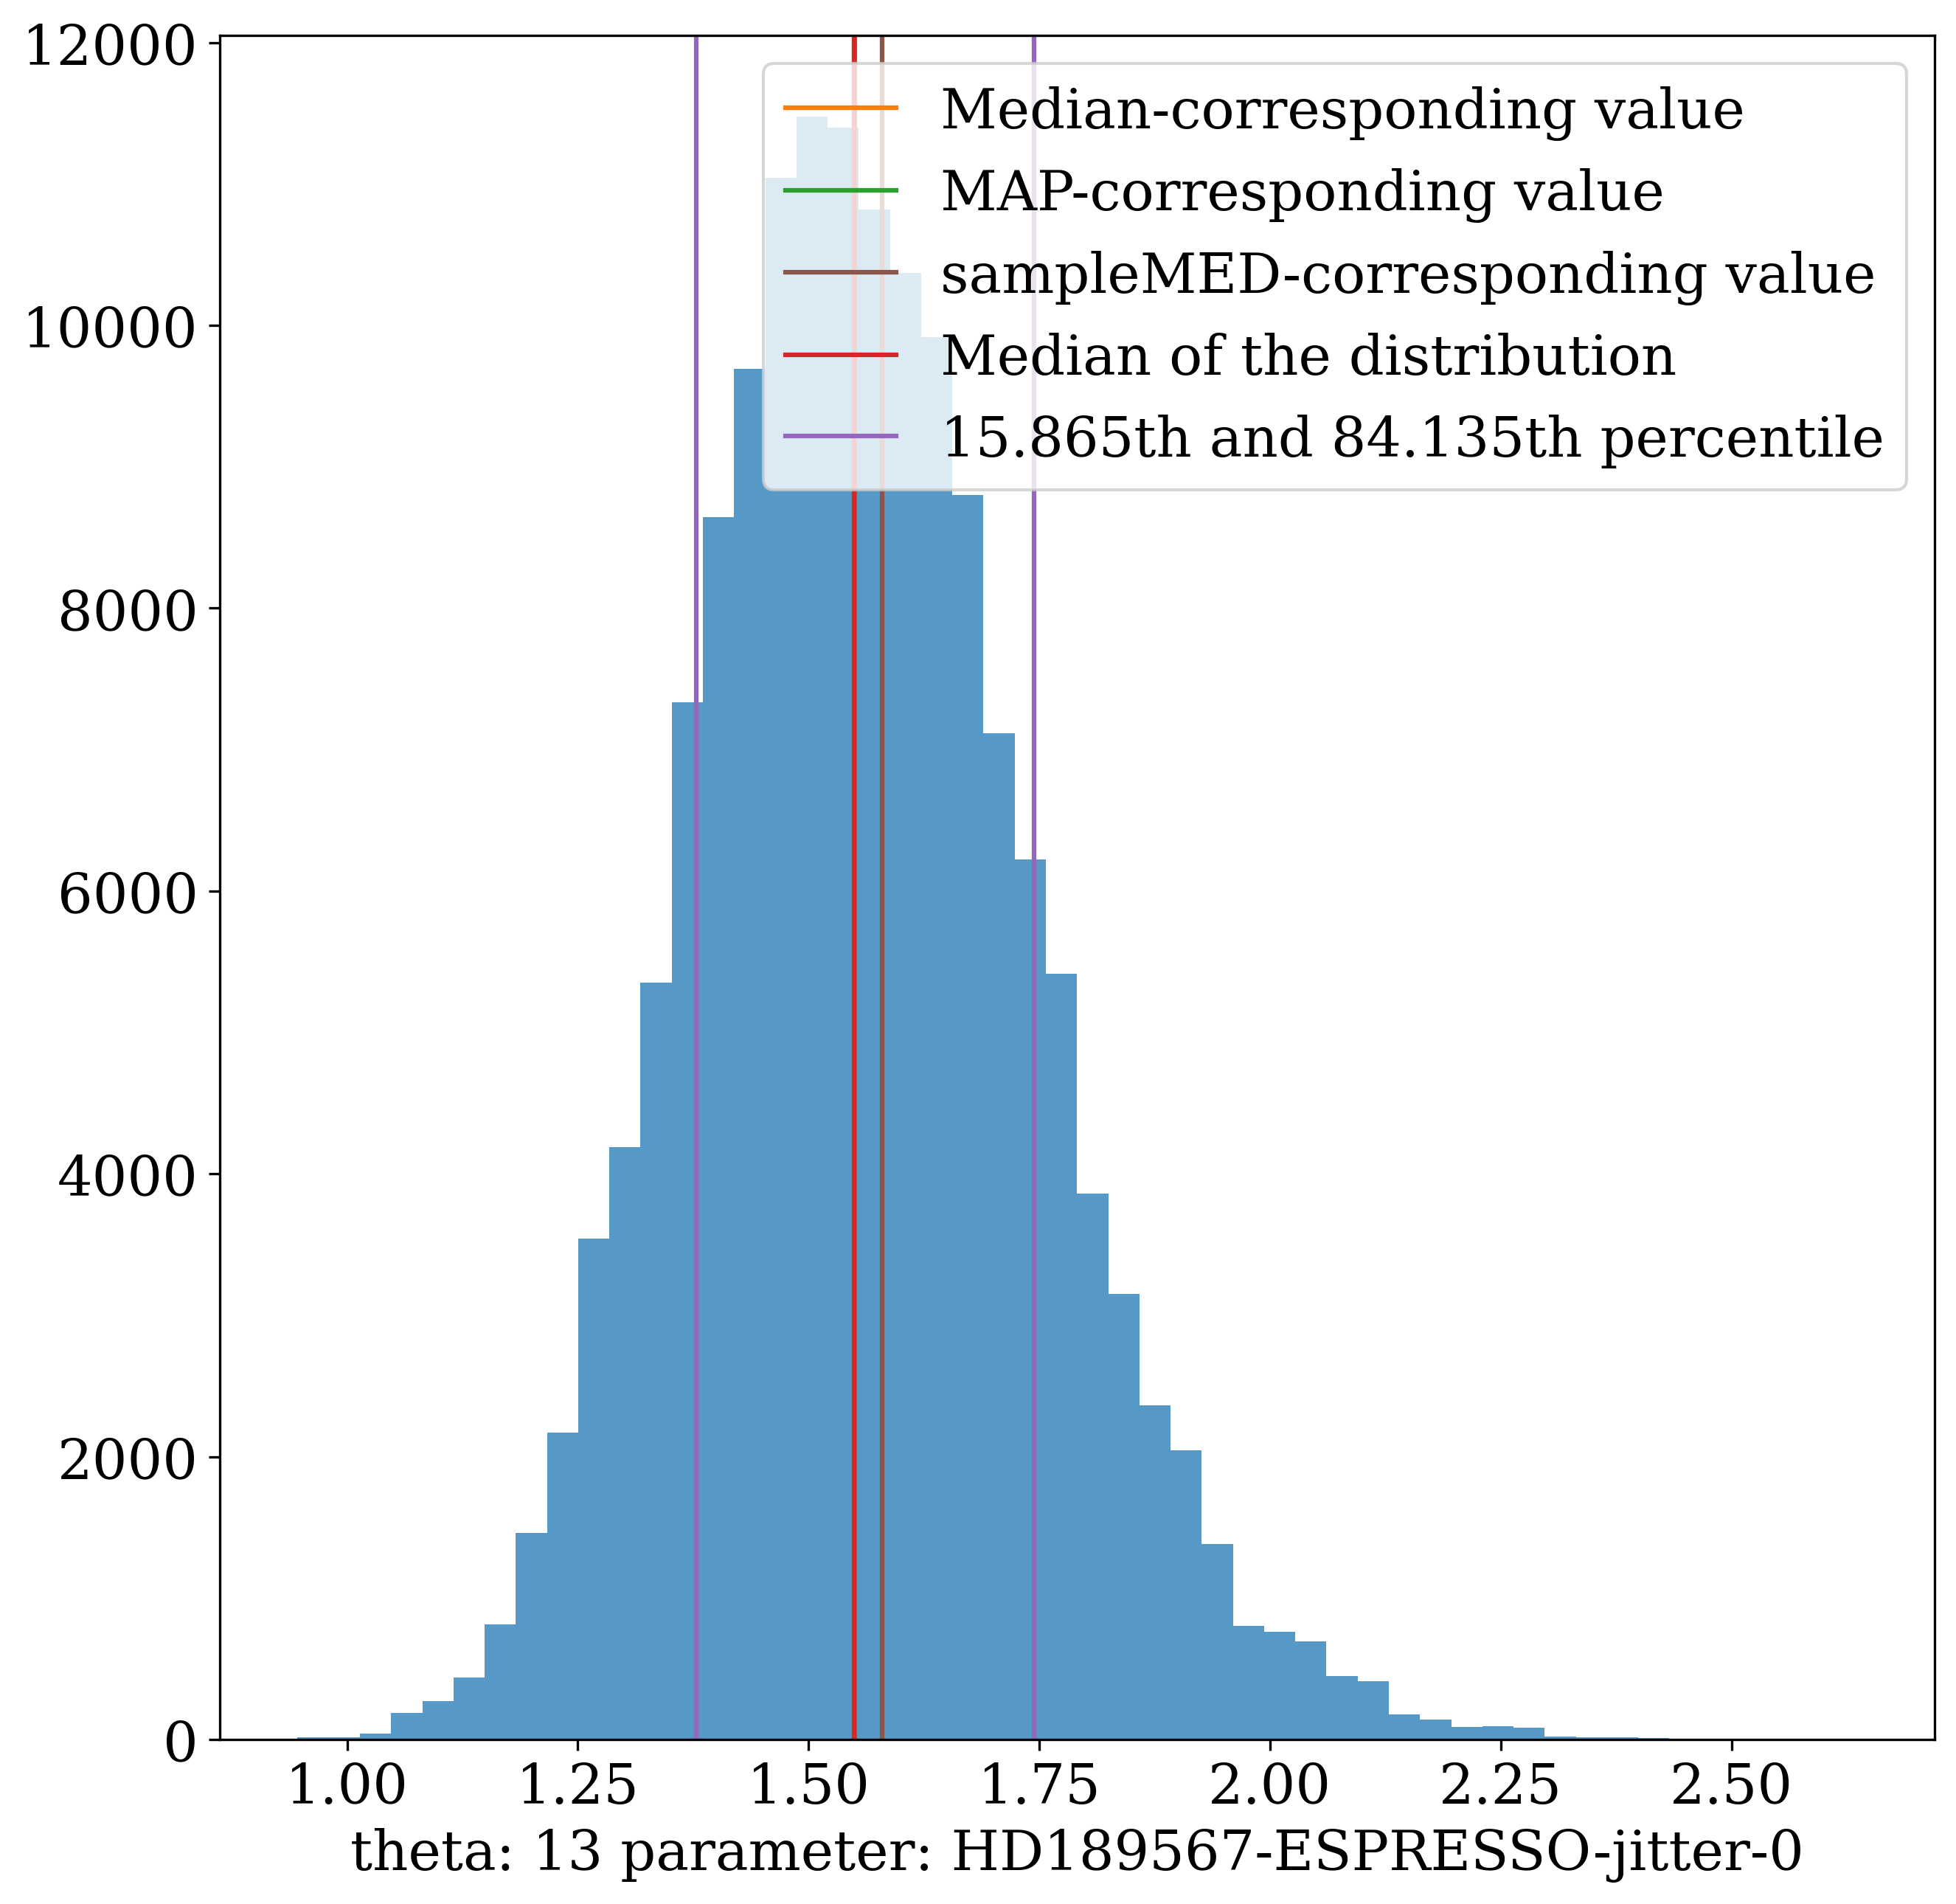 12000
10000
8000
6000
4000
2000
0
Median-corresponding value
MAP-corresponding value
sampleMED-corresponding value
Median of the distribution
15.865th and 84.135th percentile
1.00 1.25 1.50 1.75 2.00 2.25 2.50
theta: 13 parameter: HD189567-ESPRESSO-jitter-0